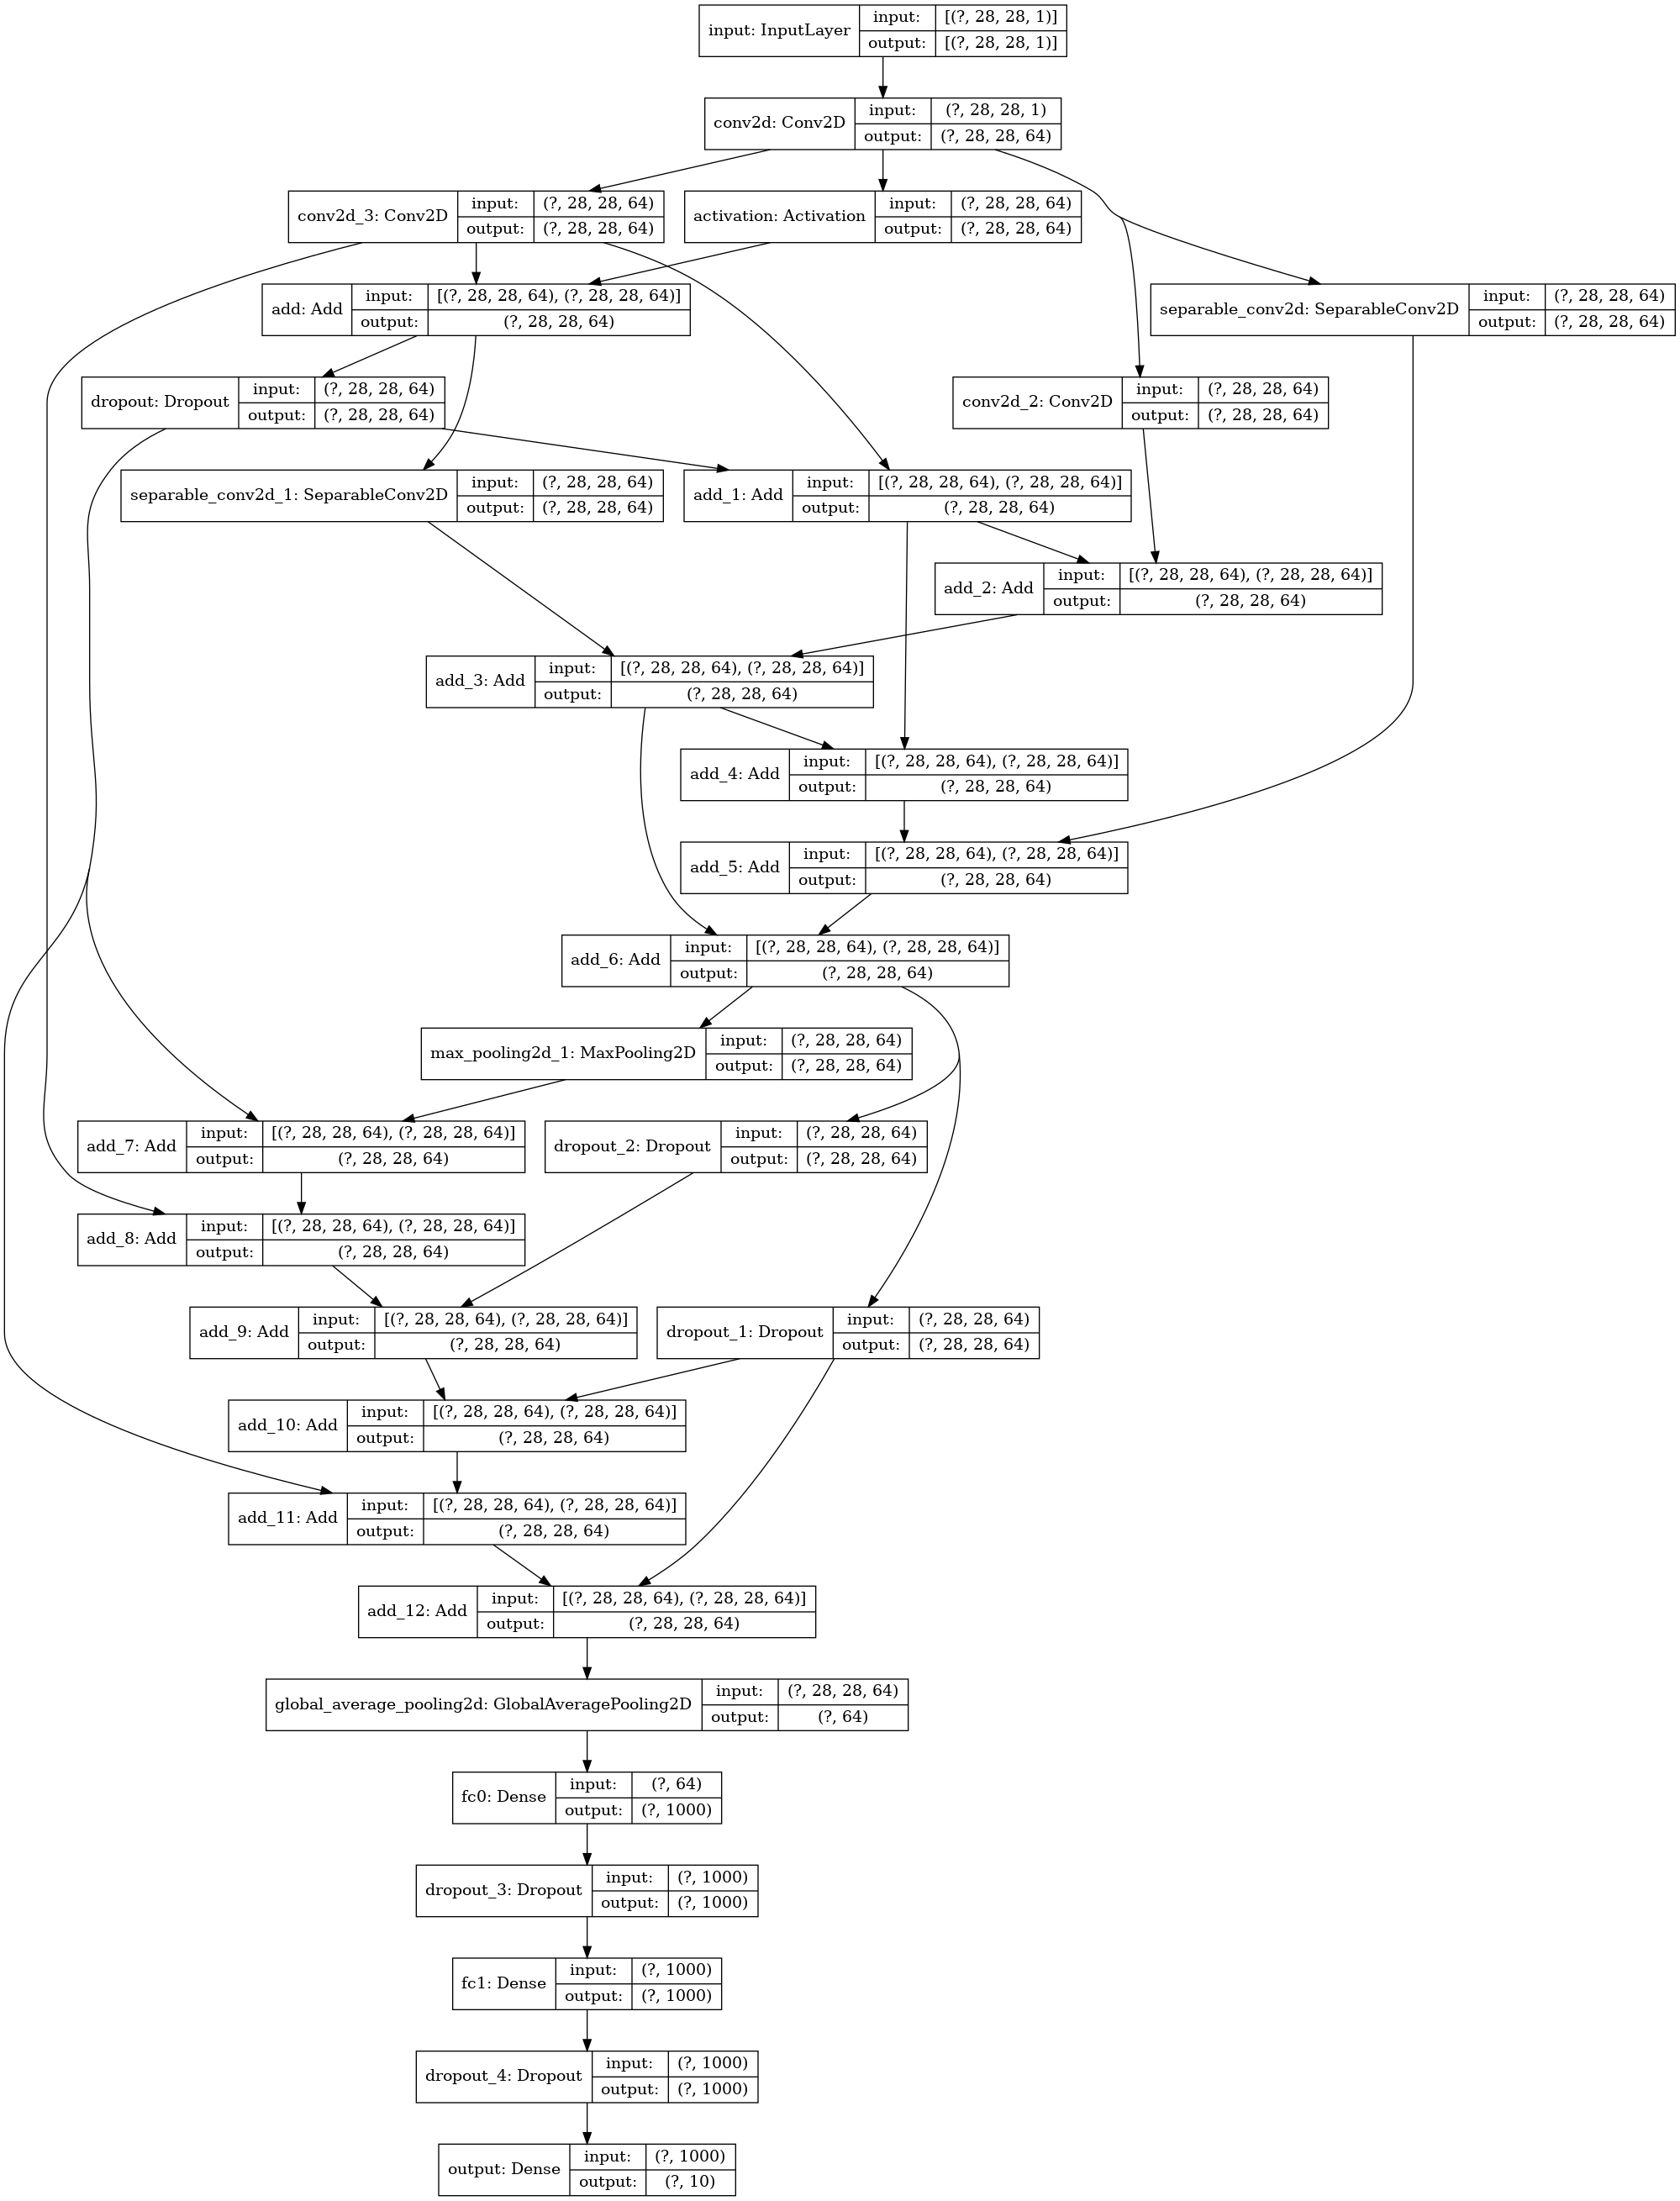 input: InputLayer
input: [(?, 28, 28, 1)]
output: [(?, 28, 28, 1)]
conv2d: Conv2D
input: (?, 28, 28, 1)
output: (?, 28, 28, 64)
conv2d_3: Conv2D
input: (?, 28, 28, 64)
output: (?, 28, 28, 64)
activation: Activation
input: (?, 28, 28, 64)
output: (?, 28, 28, 64)
add: Add
input: [(?, 28, 28, 64), (?, 28, 28, 64)]
output: (?, 28, 28, 64)
separable_conv2d: SeparableConv2D
input: (?, 28, 28, 64)
output: (?, 28, 28, 64)
dropout: Dropout
input: (?, 28, 28, 64)
output: (?, 28, 28, 64)
conv2d_2: Conv2D
input: (?, 28, 28, 64)
output: (?, 28, 28, 64)
separable_conv2d_1: SeparableConv2D
input: (?, 28, 28, 64)
output: (?, 28, 28, 64)
add_1: Add
input: [(?, 28, 28, 64), (?, 28, 28, 64)]
output: (?, 28, 28, 64)
add_2: Add
input: [(?, 28, 28, 64), (?, 28, 28, 64)]
output: (?, 28, 28, 64)
add_3: Add
input: [(?, 28, 28, 64), (?, 28, 28, 64)]
output: (?, 28, 28, 64)
add_4: Add
input: [(?, 28, 28, 64), (?, 28, 28, 64)]
output: (?, 28, 28, 64)
add_5: Add
input: [(?, 28, 28, 64), (?, 28, 28, 64)]
output: (?, 28, 28, 64)
add_6: Add
input: [(?, 28, 28, 64), (?, 28, 28, 64)]
output: (?, 28, 28, 64)
max_pooling2d_1: MaxPooling2D
input: (?, 28, 28, 64)
output: (?, 28, 28, 64)
add_7: Add
input: [(?, 28, 28, 64), (?, 28, 28, 64)]
output: (?, 28, 28, 64)
dropout_2: Dropout
input: (?, 28, 28, 64)
output: (?, 28, 28, 64)
add_8: Add
input: [(?, 28, 28, 64), (?, 28, 28, 64)]
output: (?, 28, 28, 64)
add_9: Add
input: [(?, 28, 28, 64), (?, 28, 28, 64)]
output: (?, 28, 28, 64)
dropout_1: Dropout
input: (?, 28, 28, 64)
output: (?, 28, 28, 64)
add_10: Add
input: [(?, 28, 28, 64), (?, 28, 28, 64)]
output: (?, 28, 28, 64)
add_11: Add
input: [(?, 28, 28, 64), (?, 28, 28, 64)]
output: (?, 28, 28, 64)
add_12: Add
input: [(?, 28, 28, 64), (?, 28, 28, 64)]
output: (?, 28, 28, 64)
global_average_pooling2d: GlobalAveragePooling2D
input: (?, 28, 28, 64)
output: (?, 64)
fc0: Dense
input: (?, 64)
output: (?, 1000)
dropout_3: Dropout
input: (?, 1000)
output: (?, 1000)
fc1: Dense
input: (?, 1000)
output: (?, 1000)
dropout_4: Dropout
input: (?, 1000)
output: (?, 1000)
output: Dense
input: (?, 1000)
output: (?, 10)